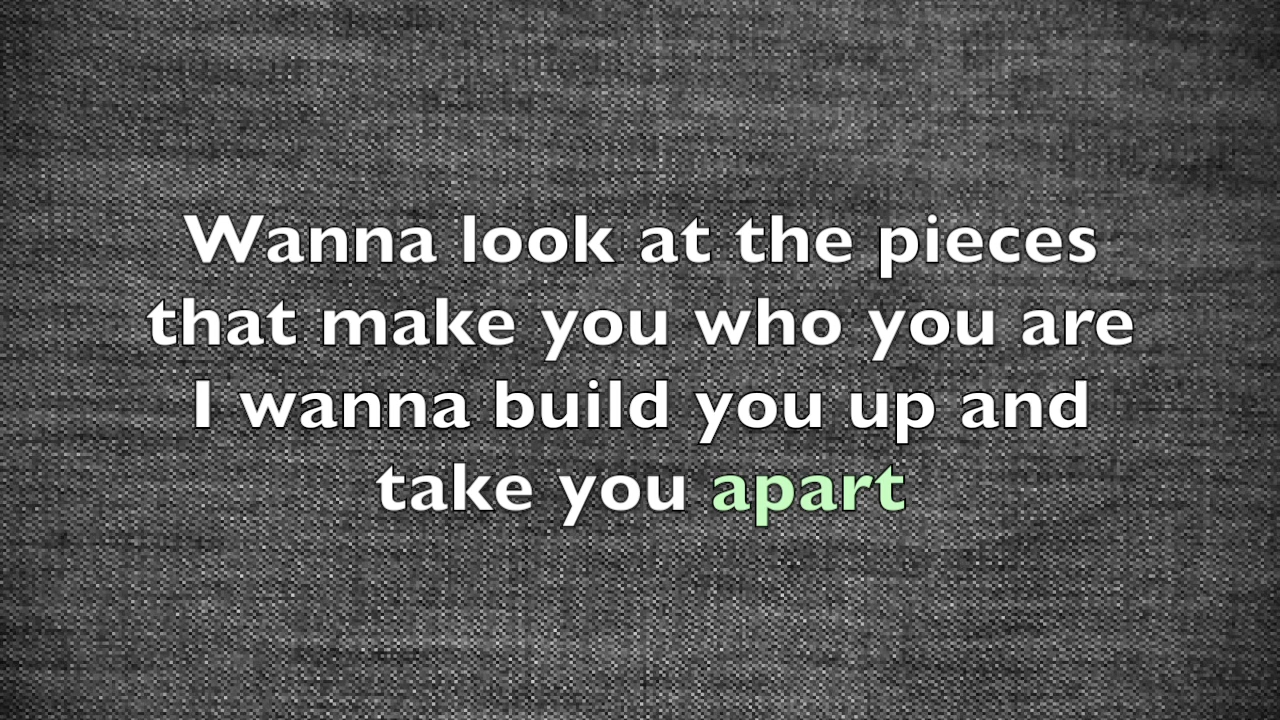 Wanna look at the pieces
that make you who you are
I wanna build you up and
take you apart